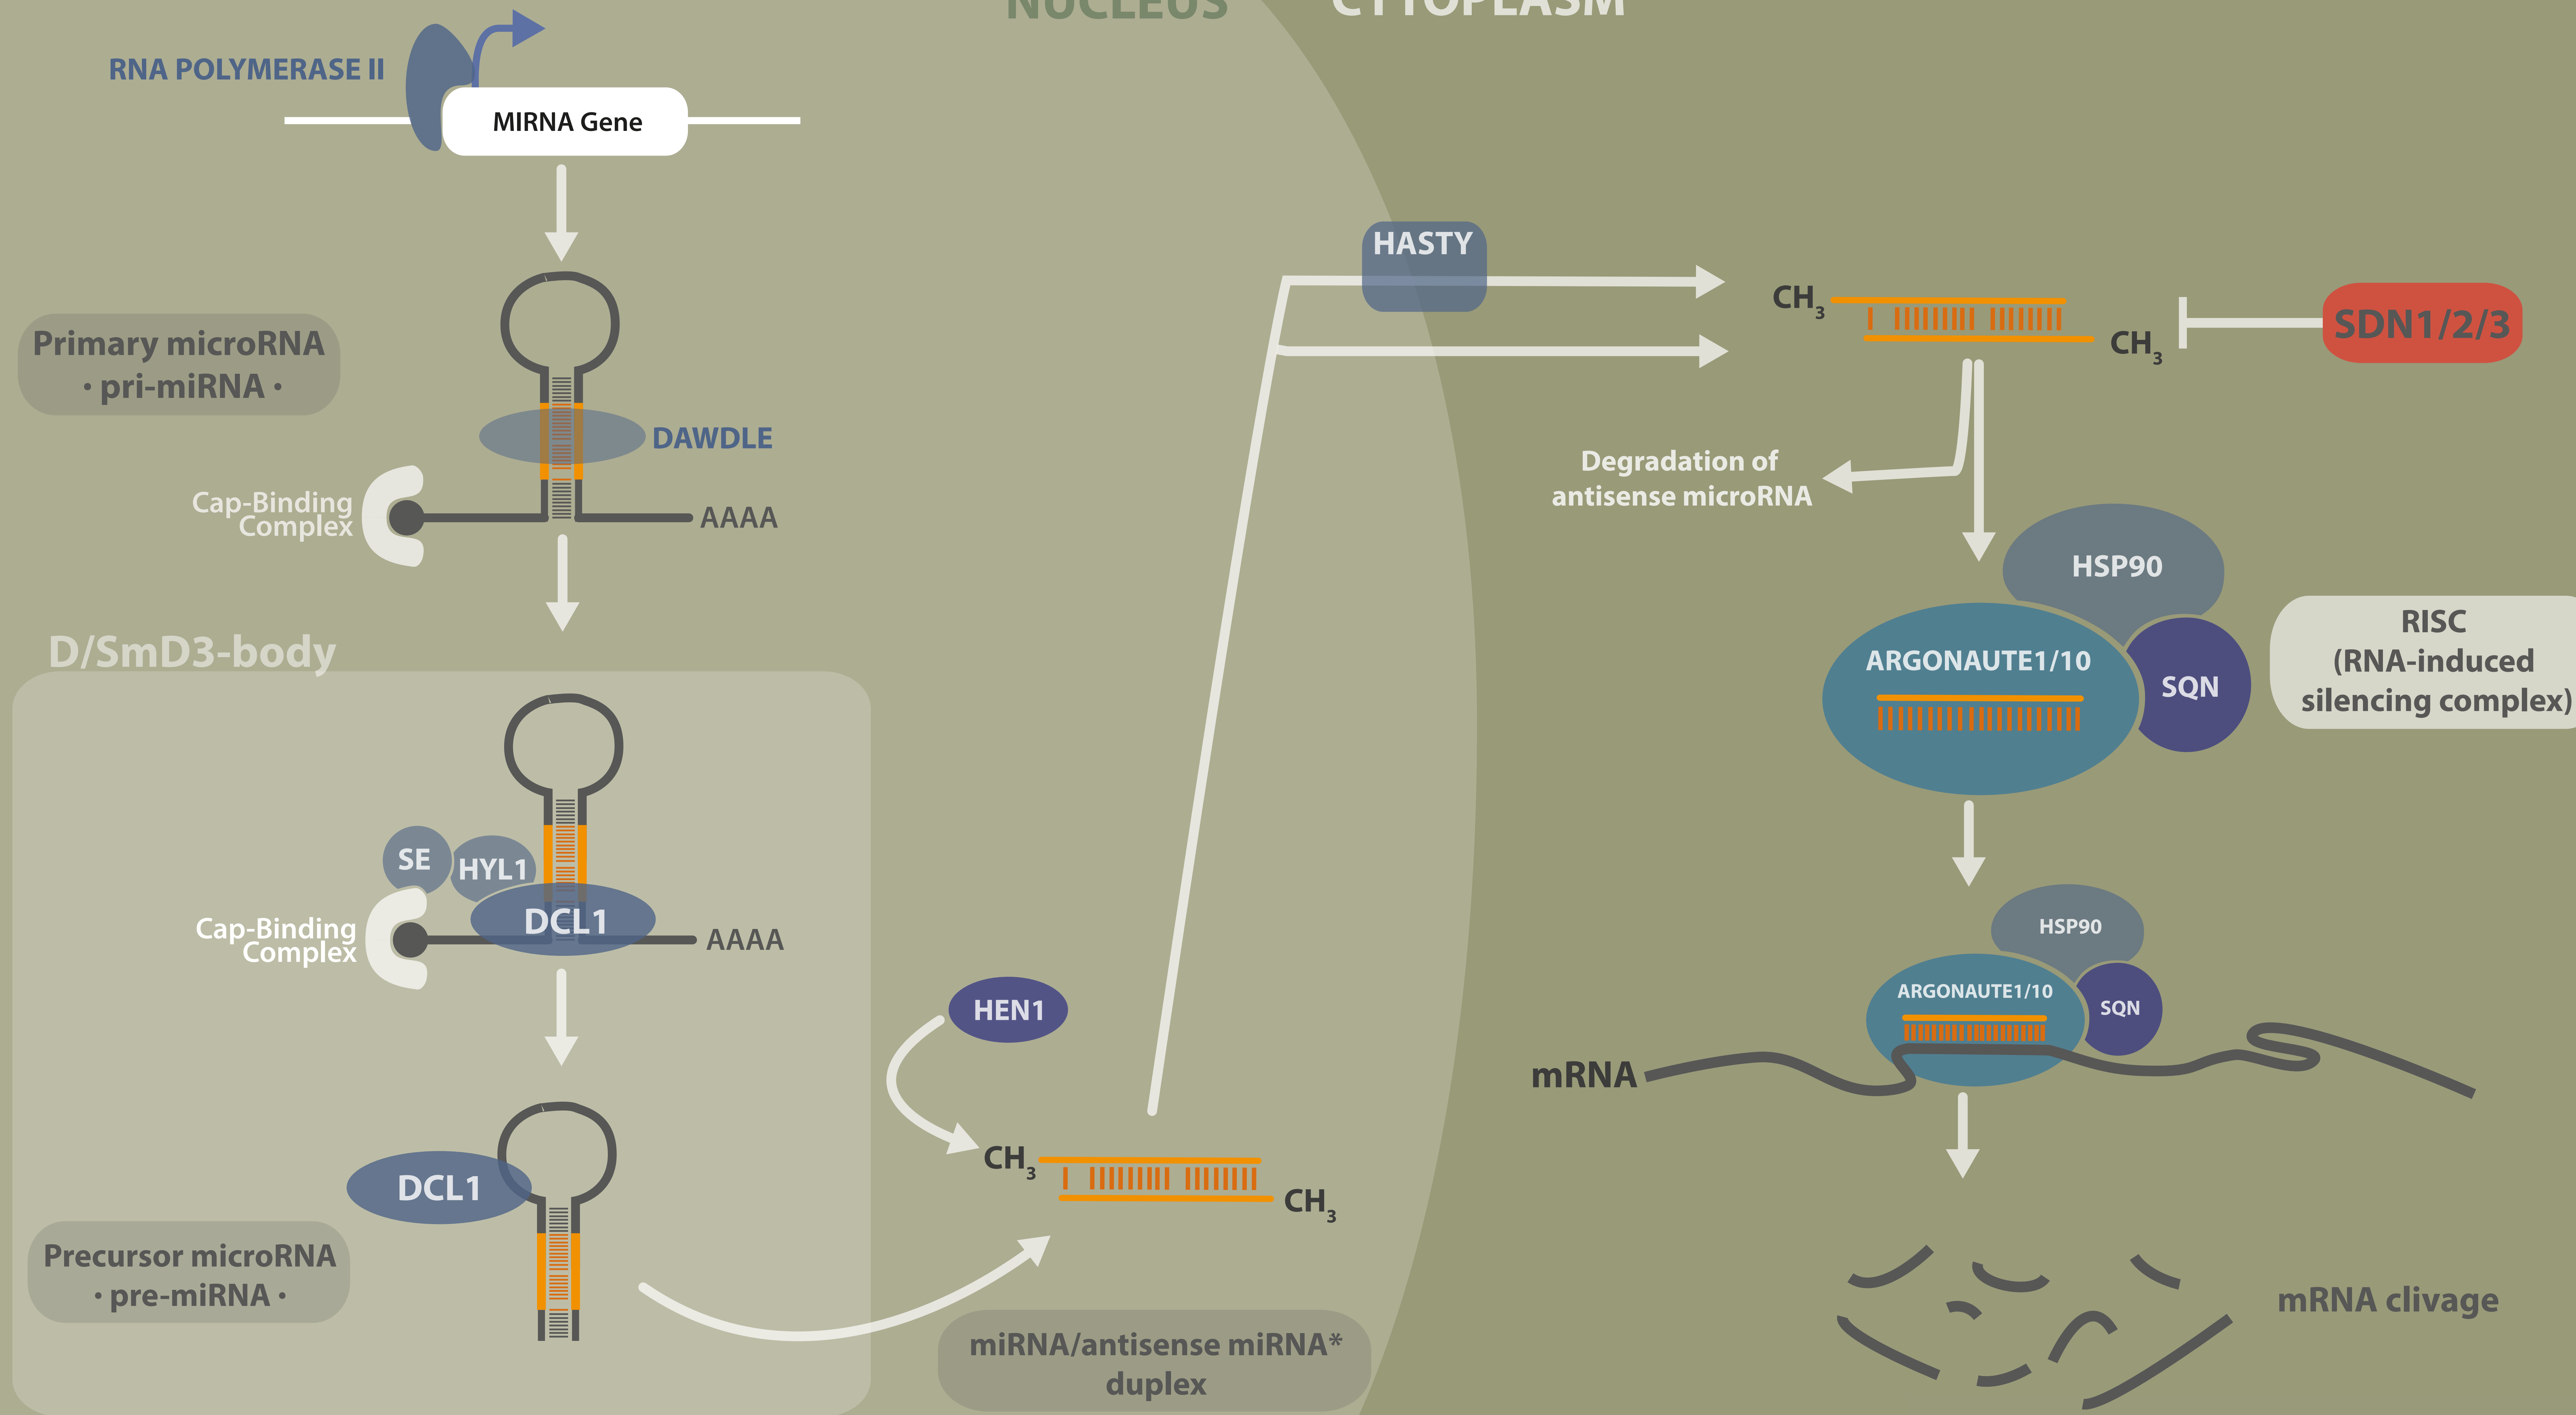 NUCLEUS
CYTOPLASM
RNA POLYMERASE II
MIRNA Gene
Primary microRNA
• pri-miRNA •
DAWDLE
Cap-Binding
Complex
AAAA
D/SmD3-body
SE
HYL1
DCL1
Cap-Binding
Complex
AAAA
DCL1
Precursor microRNA
• pre-miRNA •
HEN1
CH3
CH3
miRNA/antisense miRNA*
duplex
HASTY
CH3
CH3
SDN1/2/3
Degradation of
antisense microRNA
HSP90
ARGONAUTE1/10
SQN
RISC
(RNA-induced
silencing complex)
HSP90
ARGONAUTE1/10
SQN
mRNA
mRNA clivage